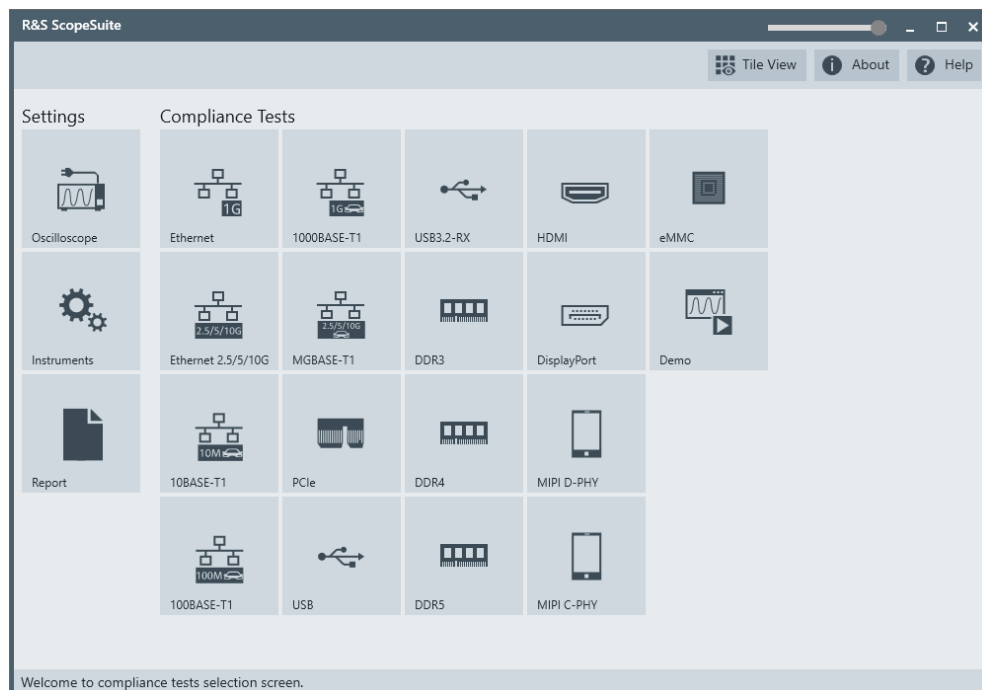 R&S ScopeSuite
Tile View
About
Help
Settings
Compliance Tests
1G
1G
Oscilloscope
Ethernet
1000BASE-T1
USB3.2-RX
HDMI
eMMC
2.5/5/10G
2.5/5/10G
Instruments
Ethernet 2.5/5/10G
MGBASE-T1
DDR3
DisplayPort
Demo
10M
Report
10BASE-T1
PCIe
DDR4
MIPI D-PHY
100M
100BASE-T1
USB
DDR5
MIPI C-PHY
Welcome to compliance tests selection screen.